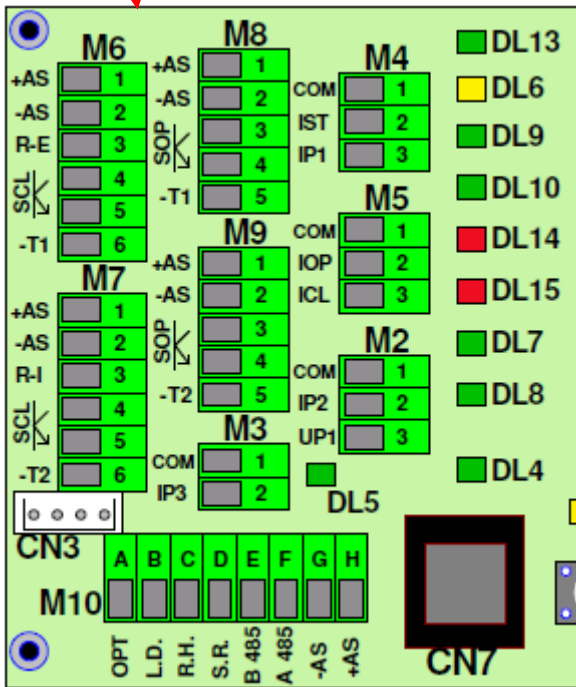 M6
+AS 1
-AS 2
R-E 3
SCL 4
5
-T1 6
M7
+AS 1
-AS 2
R-I 3
SCL 4
5
-T2 6
CN3
M8
+AS 1
-AS 2
SOP 3
4
-T1 5
M9
+AS 1
-AS 2
SOP 3
4
-T2 5
M3
COM 1
IP3 2
M4
COM 1
IST 2
IP1 3
M5
COM 1
IOP 2
ICL 3
M2
COM 1
IP2 2
UP1 3
DL5
DL13
DL6
DL9
DL10
DL14
DL15
DL7
DL8
DL4
A B C D E F G H
M10
OPT L.D. R.H. S.R. B 485 A 485 -AS +AS
CN7